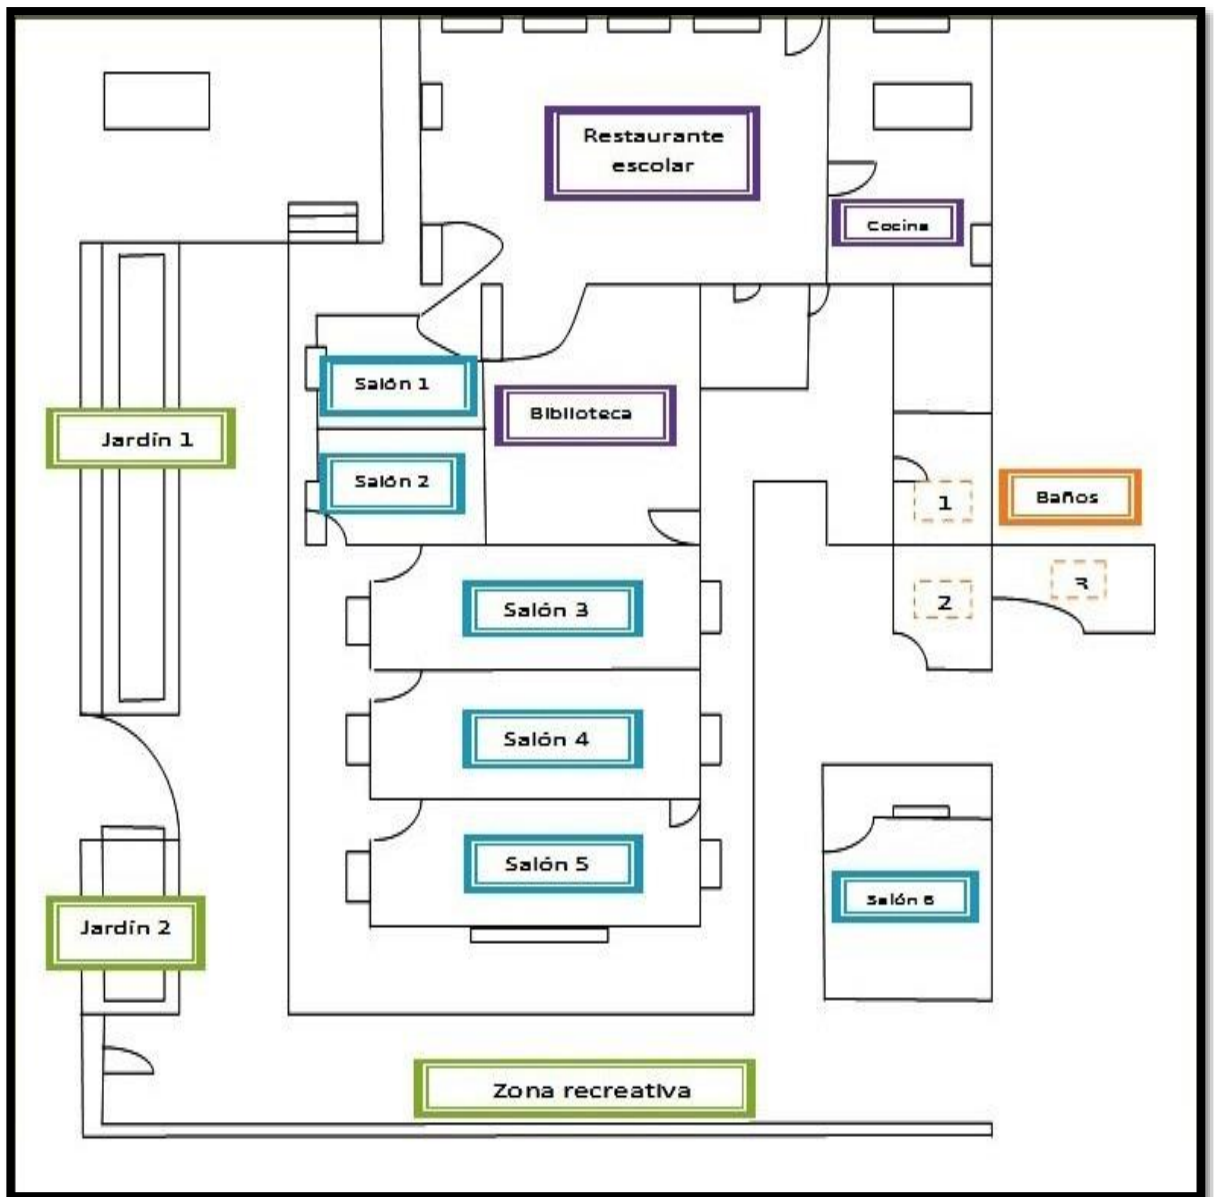 Restaurante
escolar
Cocina
Salón 1
Biblioteca
Jardín 1
Salón 2
1
Baños
Salón 3
2
3
Salón 4
Salón 5
Salón 6
Jardín 2
Zona recreativa